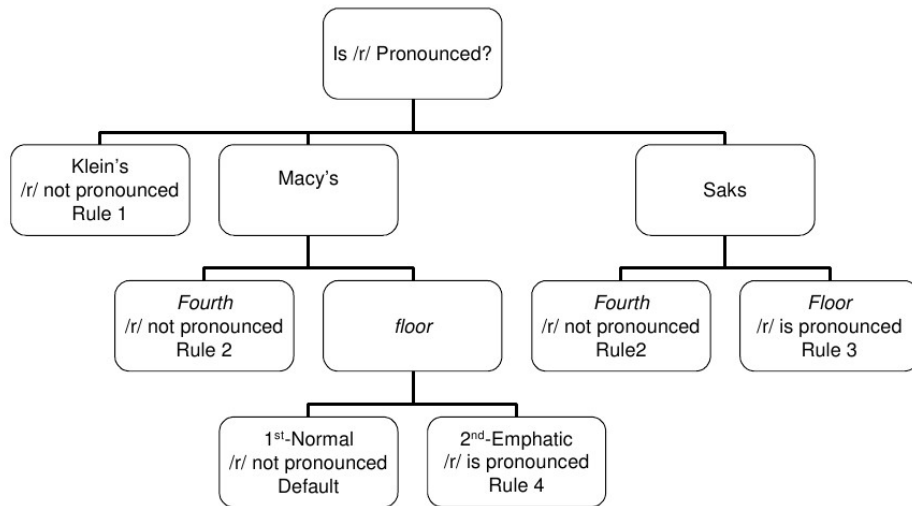 Is /r/ Pronounced?
Klein's
/r/ not pronounced
Rule 1
Macy's
Saks
Fourth
/r/ not pronounced
Rule 2
floor
Fourth
/r/ not pronounced
Rule2
Floor
/r/ is pronounced
Rule 3
1st-Normal
/r/ not pronounced
Default
2nd-Emphatic
/r/ is pronounced
Rule 4